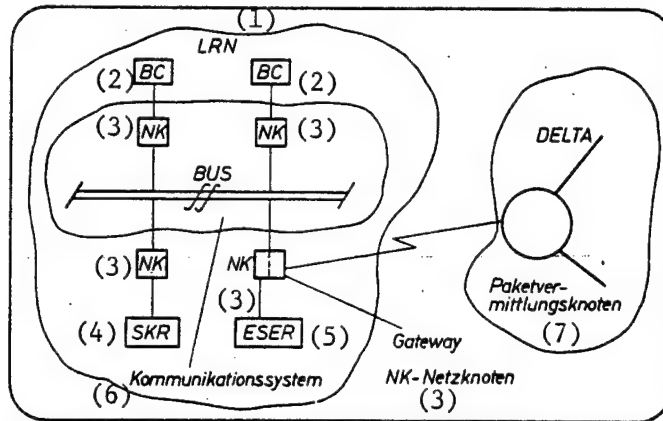 (1)
LRN
(2) BC BC (2)
(3) NK NK (3)
BUS
DELTA
(3) NK NK
(3)
(4) SKR ESER (5)
Gateway
Paketver-
mittlungsknoten
(7)
Kommunikationssystem
(6)
NK-Netzknoten
(3)